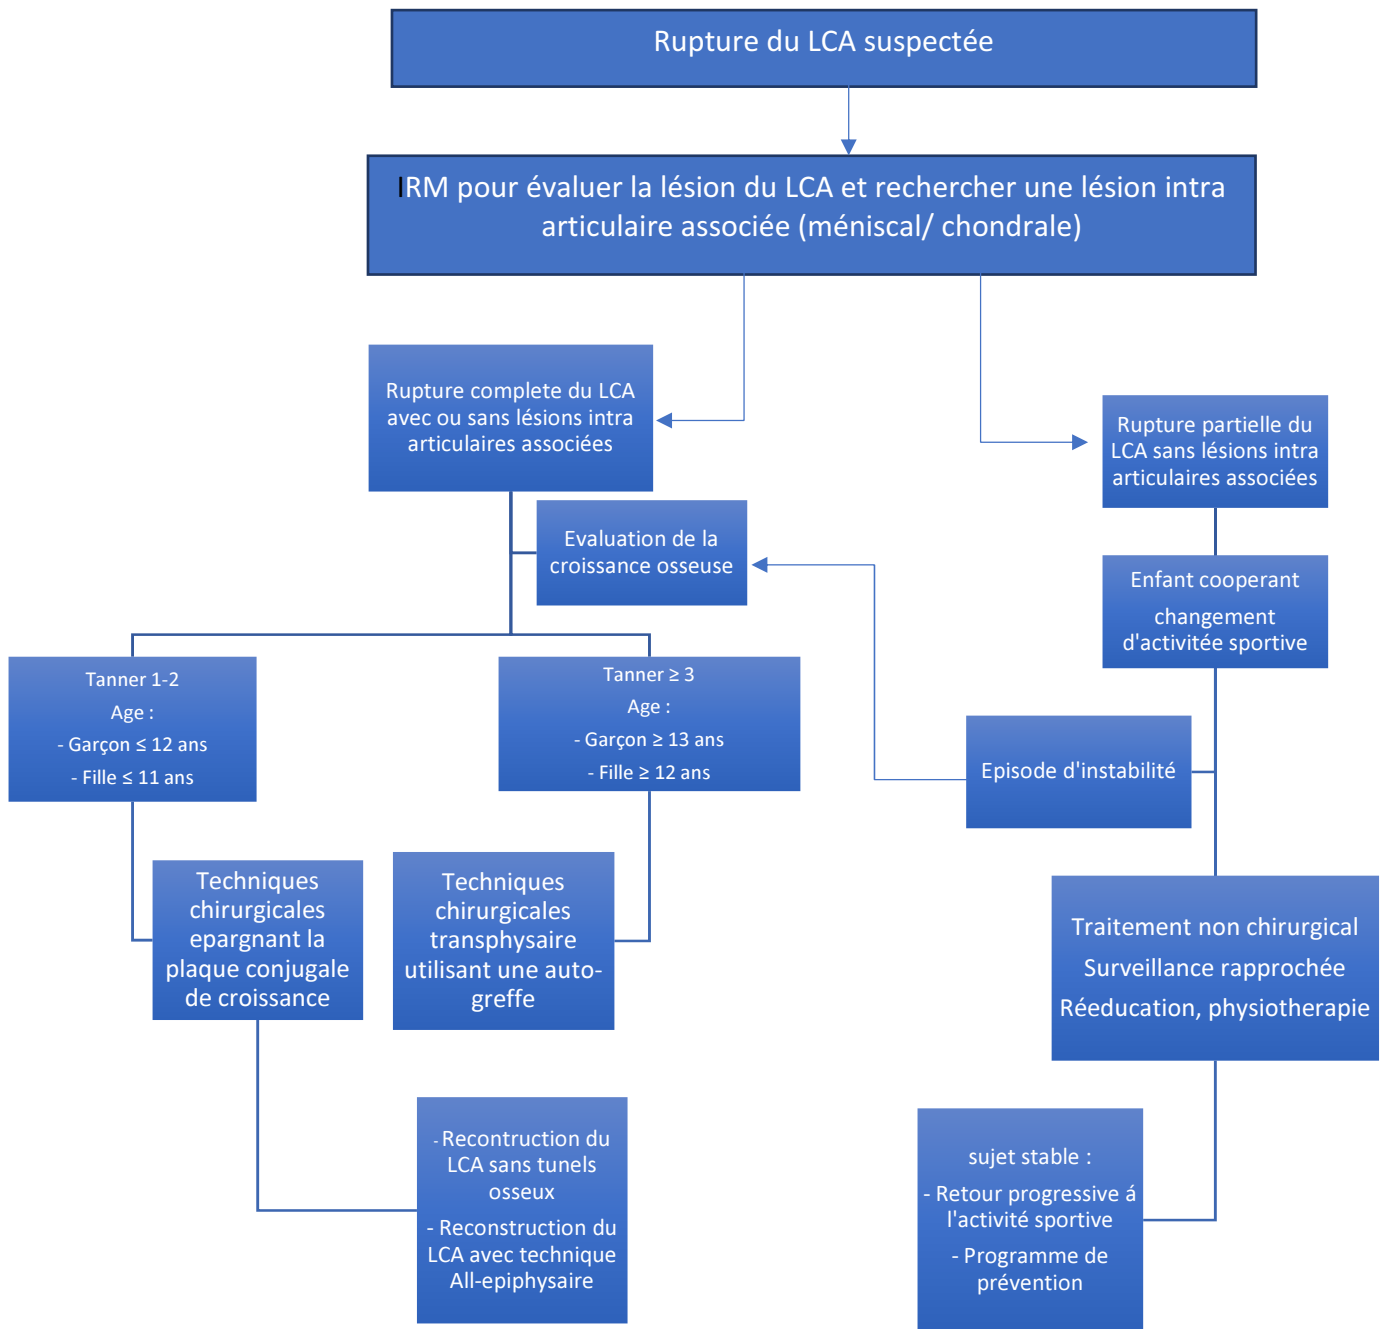 Rupture du LCA suspectée
IRM pour évaluer la lésion du LCA et rechercher une lésion intra
articulaire associée (méniscal/ chondrale)
Rupture complete du LCA
avec ou sans lésions intra
articulaires associées
Rupture partielle du
LCA sans lésions intra
articulaires associées
Evaluation de la
croissance osseuse
Enfant cooperant
changement
d'activitée sportive
Tanner 1-2
Age :
- Garçon ≤ 12 ans
- Fille ≤ 11 ans
Tanner ≥ 3
Age :
- Garçon ≥ 13 ans
- Fille ≥ 12 ans
Episode d'instabilité
Techniques
chirurgicales
epargnant la
plaque conjugale
de croissance
Techniques
chirurgicales
transphysaire
utilisant une auto-
greffe
Traitement non chirurgical
Surveillance rapprochée
Réeducation, physiotherapie
- Recontruction du
LCA sans tunels
osseux
- Reconstruction du
LCA avec technique
All-epiphysaire
sujet stable :
- Retour progressive á
l'activité sportive
- Programme de
prévention